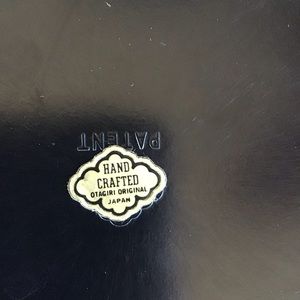 PATENT
HAND
CRAFTED
OTAGIRI ORIGINAL
JAPAN